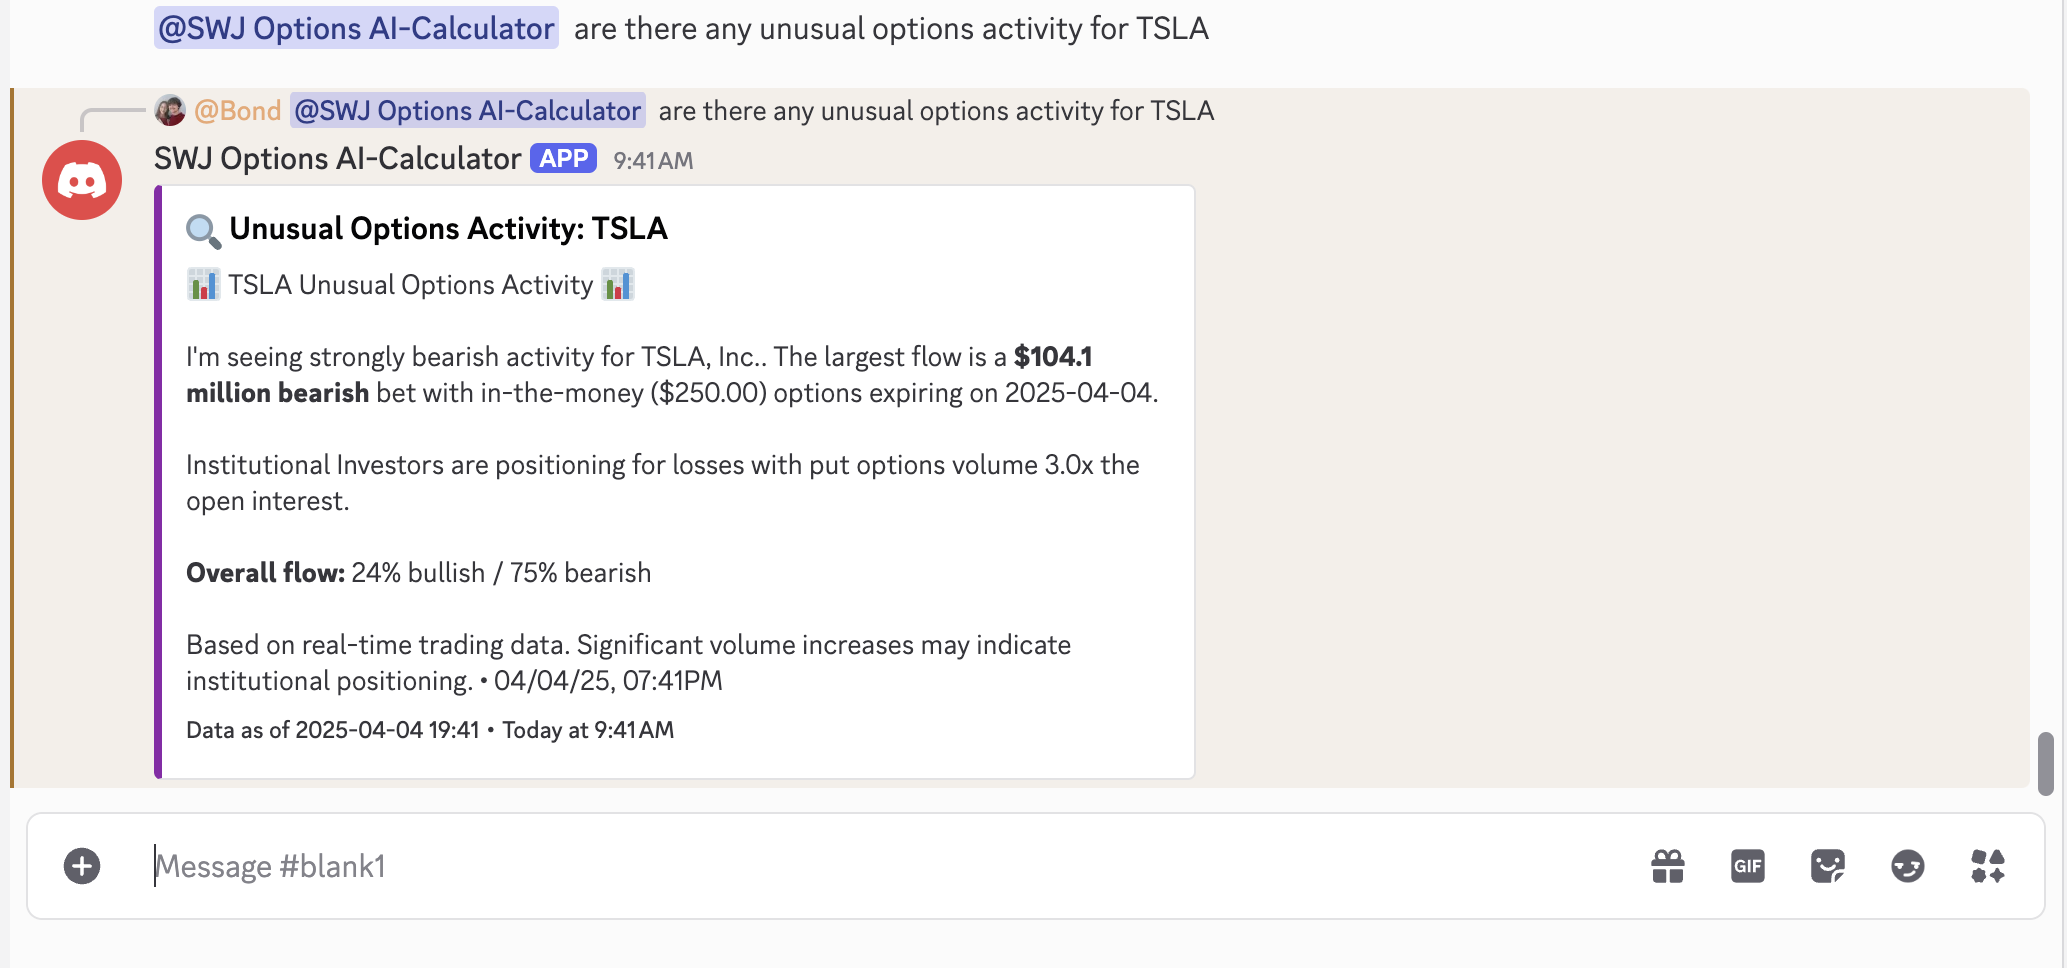 @SWJ Options AI-Calculator are there any unusual options activity for TSLA
@Bond @SWJ Options AI-Calculator are there any unusual options activity for TSLA
SWJ Options AI-Calculator APP 9:41 AM
Unusual Options Activity: TSLA
TSLA Unusual Options Activity
I'm seeing strongly bearish activity for TSLA, Inc.. The largest flow is a $104.1
million bearish bet with in-the-money ($250.00) options expiring on 2025-04-04.
Institutional Investors are positioning for losses with put options volume 3.0x the
open interest.
Overall flow: 24% bullish / 75% bearish
Based on real-time trading data. Significant volume increases may indicate
institutional positioning. • 04/04/25, 07:41PM
Data as of 2025-04-04 19:41 • Today at 9:41 AM
Message #blank1
GIF